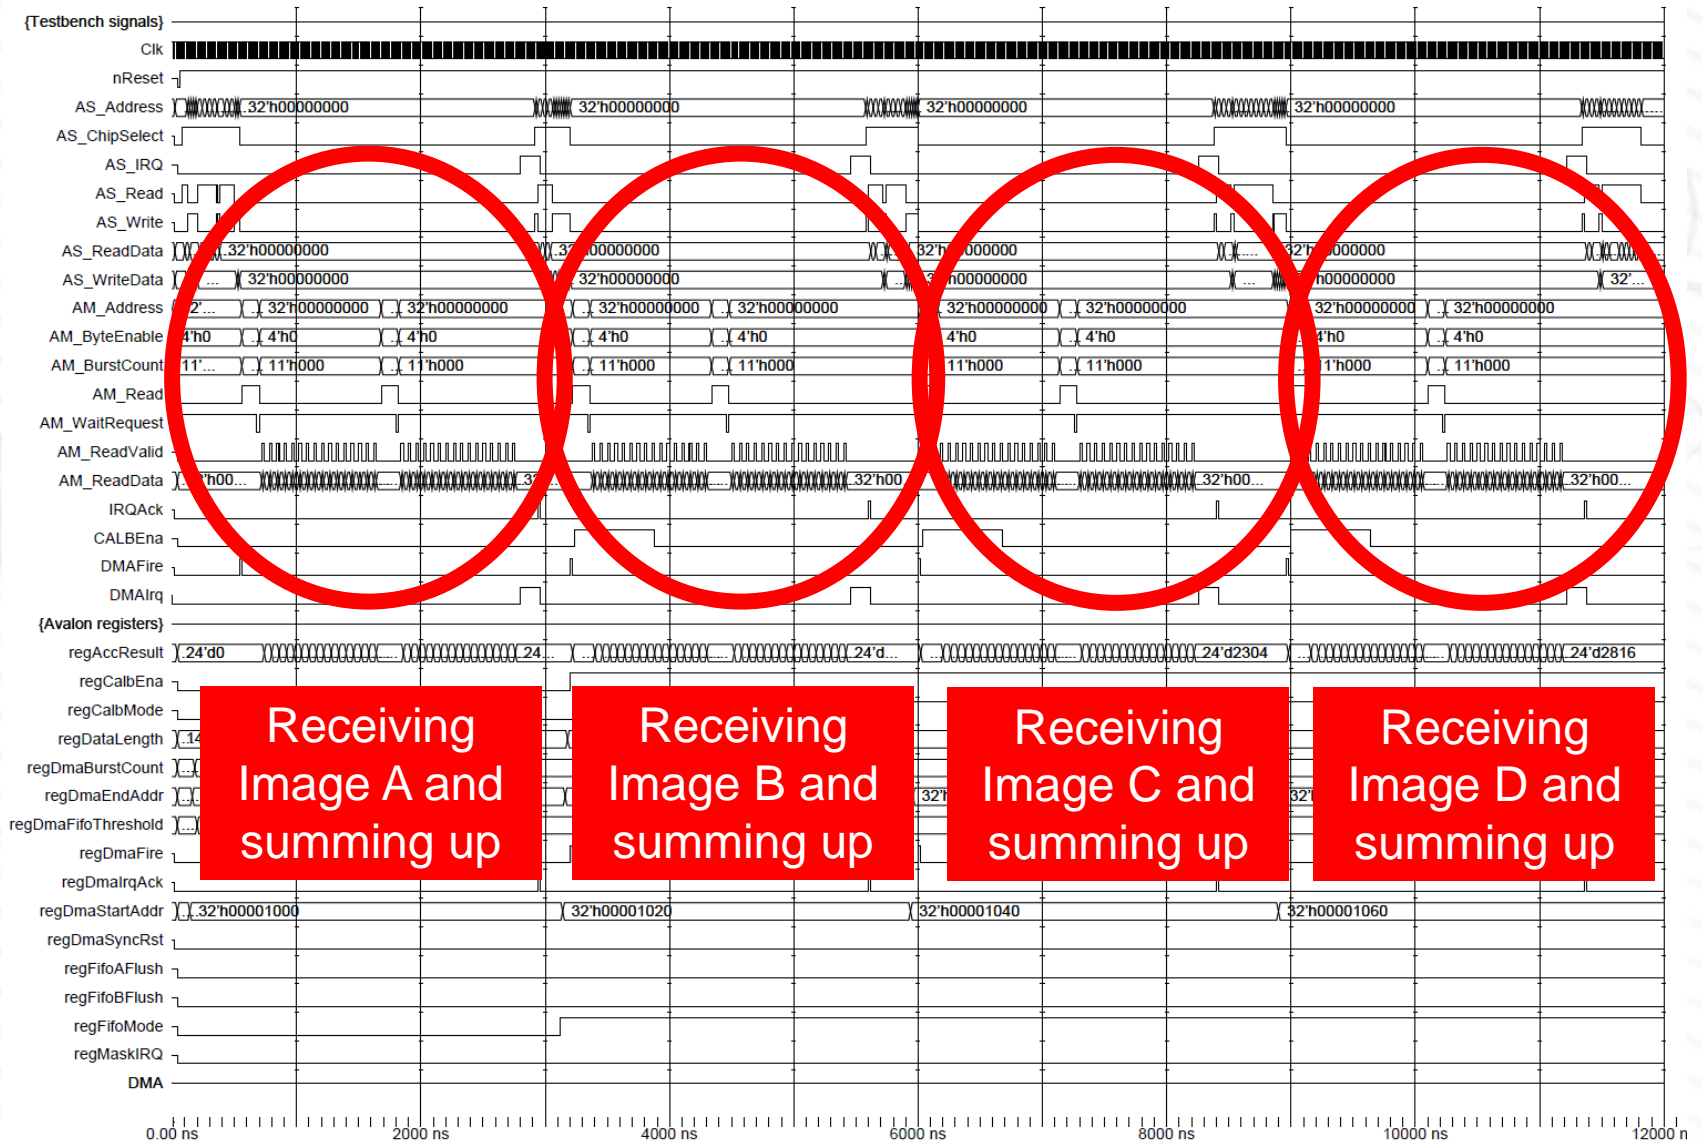 {Testbench signals}
Clk
nReset
AS_Address ...32'h00000000 32'h00000000 32'h00000000 32'h00000000 ....
AS_ChipSelect
AS_IRQ
AS_Read
AS_Write
AS_ReadData 32'h00000000
AS_WriteData ... 32'h00000000 32'h00000000 ... 32'...
AM_Address 32'h00000000 32'h00000000 32'h00000000 32'h00000000 32'h00000000 32'h00000000 32'h00000000 32'h00000000
AM_ByteEnable 4'h0 4'h0 4'h0 4'h0 4'h0 4'h0 4'h0 4'h0 4'h0
AM_BurstCount 11'... 11'h000 11'h000 11'h000 11'h000 11'h000 11'h000 11'h000 11'h000
AM_Read
AM_WaitRequest
AM_ReadValid
AM_ReadData 32'h00... 32'h00...
IRQAck
CALBEna
DMAFire
DMAIrq
{Avalon registers}
regAccResult 24'd0 24... 24'd... 24'd2304 24'd2816
regCalbEna
regCalbMode
regDataLength
regDmaBurstCount
regDmaEndAddr
regDmaFifoThreshold
regDmaFire
regDmaIrqAck
Receiving
Image A and
summing up
Receiving
Image B and
summing up
Receiving
Image C and
summing up
Receiving
Image D and
summing up
regDmaStartAddr 32'h00001000 32'h00001020 32'h00001040 32'h00001060
regDmaSyncRst
regFifoAFlush
regFifoBFlush
regFifoMode
regMaskIRQ
DMA
0.00 ns 2000 ns 4000 ns 6000 ns 8000 ns 10000 ns 12000 n